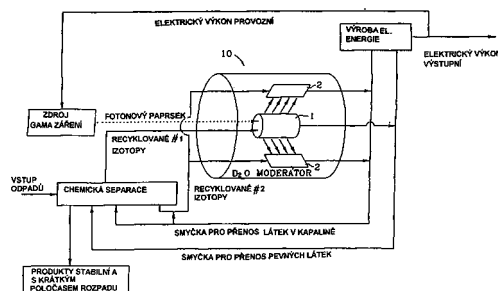 ELEKTRICKÝ VÝKON PROVOZNÍ
VÝROBA EL.
ENERGIE
ELEKTRICKÝ VÝKON
VÝSTUPNÍ
10
2
ZDROJ
GAMA ZÁŘENÍ
FOTONOVÝ PAPRSEK
1
RECYKLOVANÉ #1
IZOTOPY
2
VSTUP
ODPADŮ
CHEMICKÁ SEPARACE
D2O MODERATOR
RECYKLOVANÉ #2
IZOTOPY
SMYČKA PRO PŘENOS LÁTEK V KAPALINĚ
SMYČKA PRO PŘENOS PEVNÝCH LÁTEK
PRODUKTY STABILNÍ A
S KRÁTKÝM
POLOČASEM ROZPADU